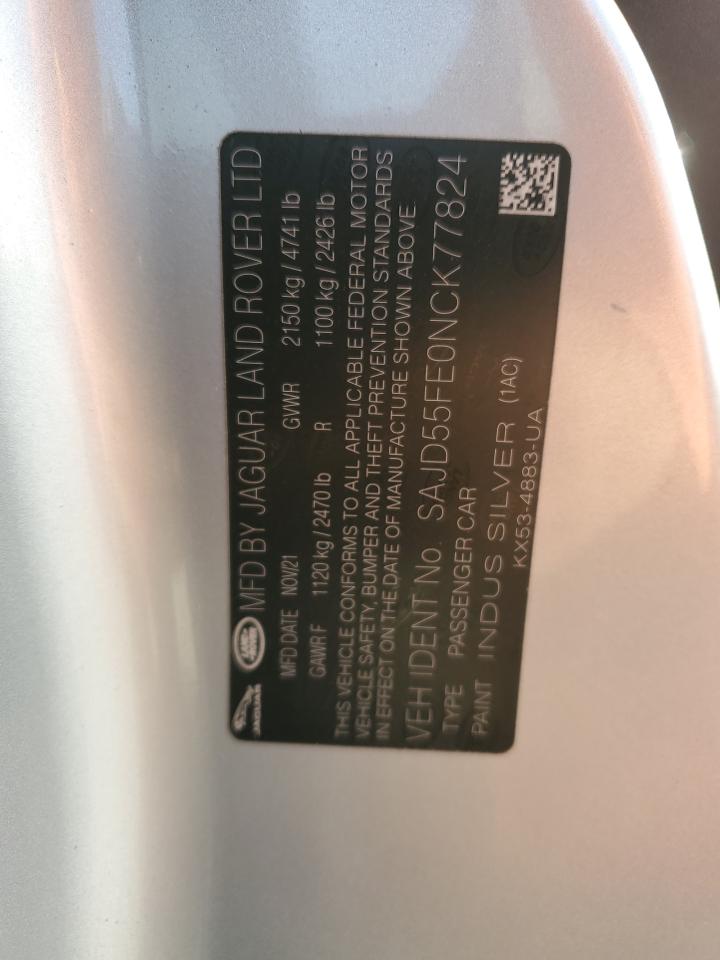 JAGUAR LAND ROVER MFD BY JAGUAR LAND ROVER LTD
MFD DATE NOV/21 GVWR 2150 kg / 4741 lb
GAWR F 1120 kg / 2470 lb R 1100 kg / 2426 lb
THIS VEHICLE CONFORMS TO ALL APPLICABLE FEDERAL MOTOR
VEHICLE SAFETY, BUMPER AND THEFT PREVENTION STANDARDS
IN EFFECT ON THE DATE OF MANUFACTURE SHOWN ABOVE
VEH IDENT No. SAJD55FE0NCK77824
TYPE PASSENGER CAR
PAINT INDUS SILVER (1AC)
KX53-4883-UA